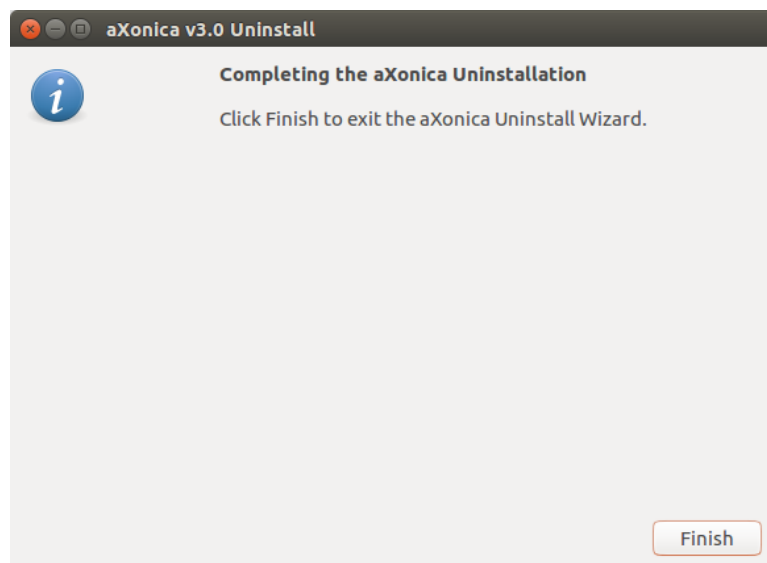 aXonica v3.0 Uninstall
Completing the aXonica Uninstallation
Click Finish to exit the aXonica Uninstall Wizard.
Finish